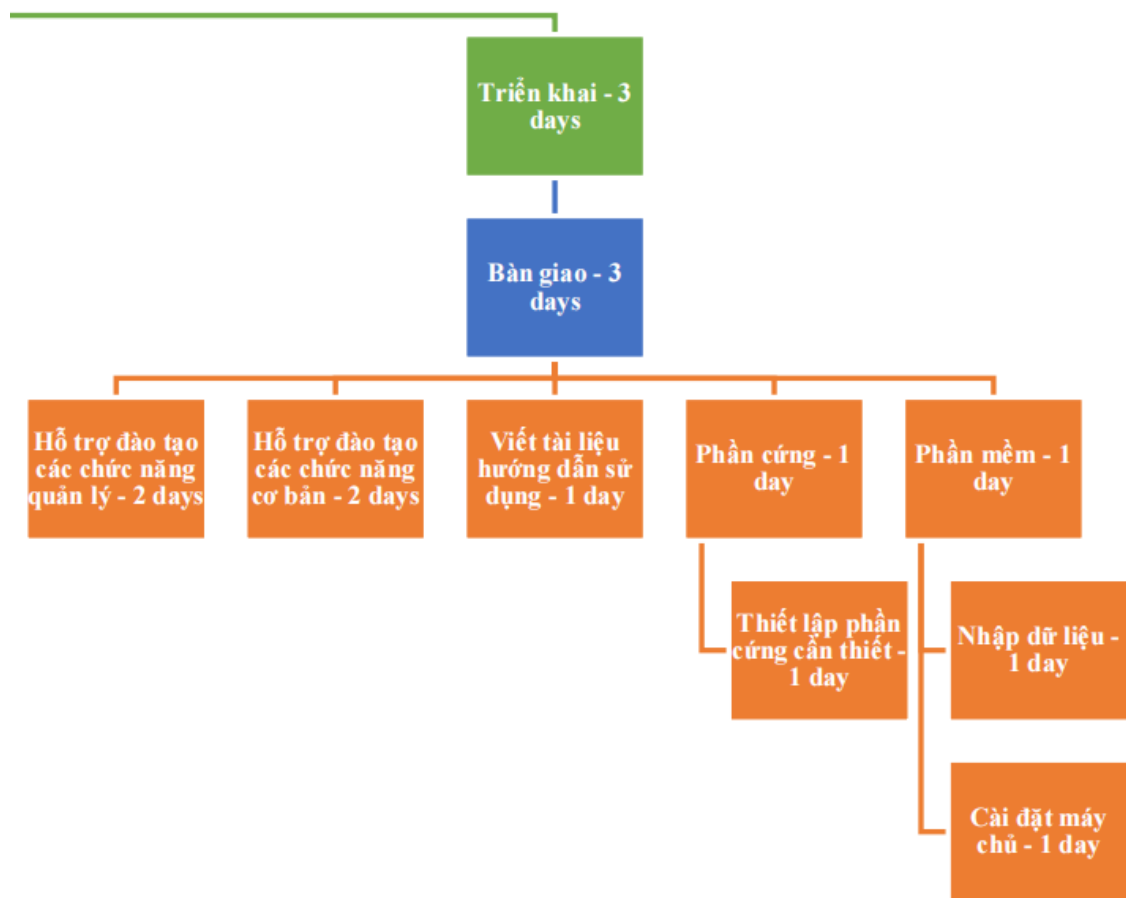 Triển khai - 3
days
Bàn giao - 3
days
Hỗ trợ đào tạo
các chức năng
quản lý - 2 days
Hỗ trợ đào tạo
các chức năng
cơ bản - 2 days
Viết tài liệu
hướng dẫn sử
dụng - 1 day
Phần cứng - 1
day
Phần mềm - 1
day
Thiết lập phần
cứng cần thiết -
1 day
Nhập dữ liệu -
1 day
Cài đặt máy
chủ - 1 day